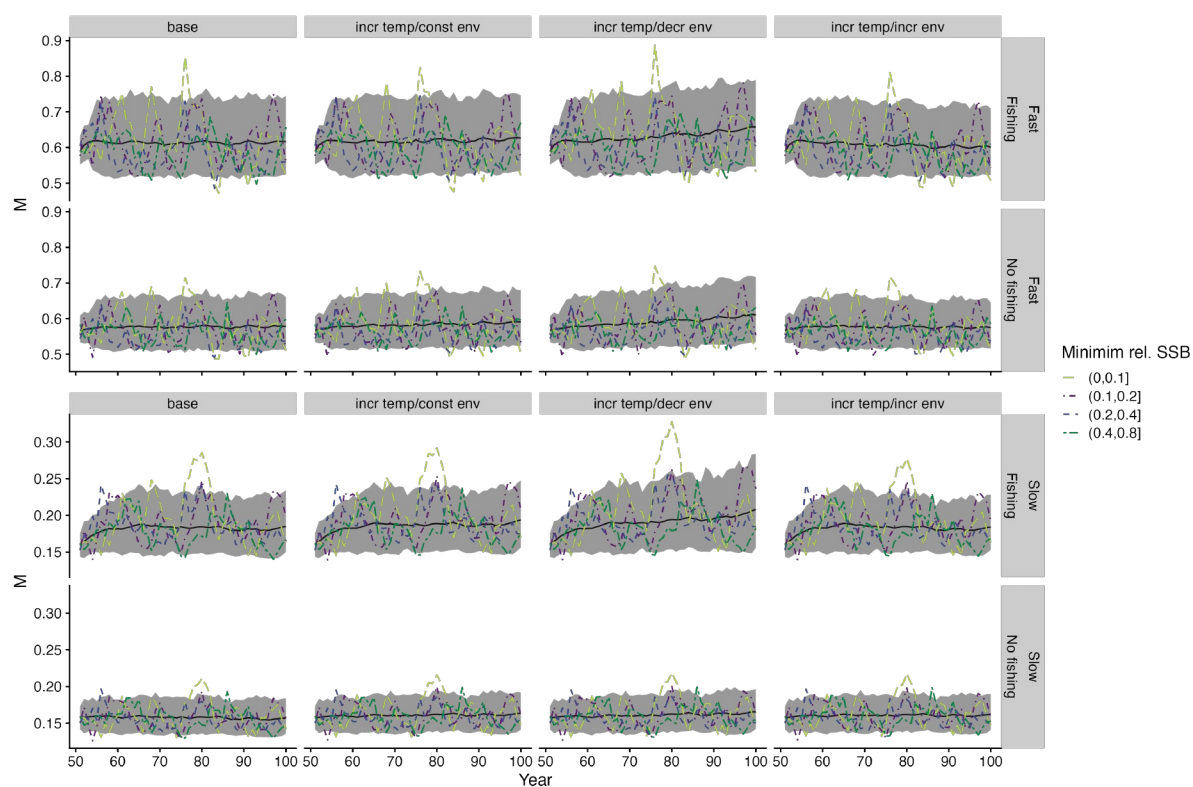 base incr temp/const env incr temp/decr env incr temp/incr env
0.9
0.8
0.7
0.6
0.5
Fast
Fishing
0.9
0.8
0.7
0.6
0.5
Fast
No fishing
M
base incr temp/const env incr temp/decr env incr temp/incr env
0.30
0.25
0.20
0.15
Slow
Fishing
0.30
0.25
0.20
0.15
Slow
No fishing
M
50 60 70 80 90 100 50 60 70 80 90 100 50 60 70 80 90 100 50 60 70 80 90 100
Year
Minimim rel. SSB
(0,0.1]
(0.1,0.2]
(0.2,0.4]
(0.4,0.8]